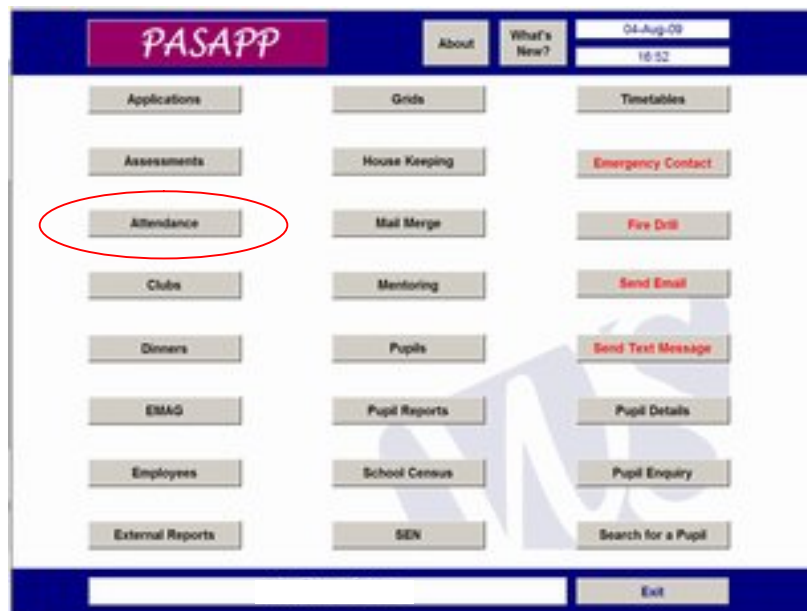 PASAPP
About
What's
New?
04-Aug-09
16:52
Applications
Grids
Timetables
Assessments
House Keeping
Emergency Contact
Attendance
Mail Merge
Fire Drill
Clubs
Mentoring
Send Email
Dinners
Pupils
Send Text Message
EMAG
Pupil Reports
Pupil Details
Employees
School Census
Pupil Enquiry
External Reports
SEN
Search for a Pupil
Exit